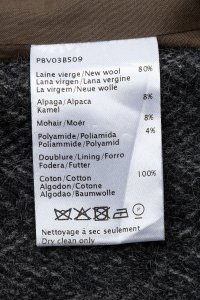 PBV03BS09
Laine vierge/New wool 80%
Lana virgen/Lana vergine
La virgem/Neue wolle
Alpaga/Alpaca 8%
Kamel
Mohair/Moër 8%
Polyamide/Poliamida 4%
Poliammide/Polyamid
Doublure/Lining/Forro
Fodera/Futter
Coton/Cotton 100%
Algodon/Cotone
Algodao/Baumwolle
Nettoyage à sec seulement
Dry clean only